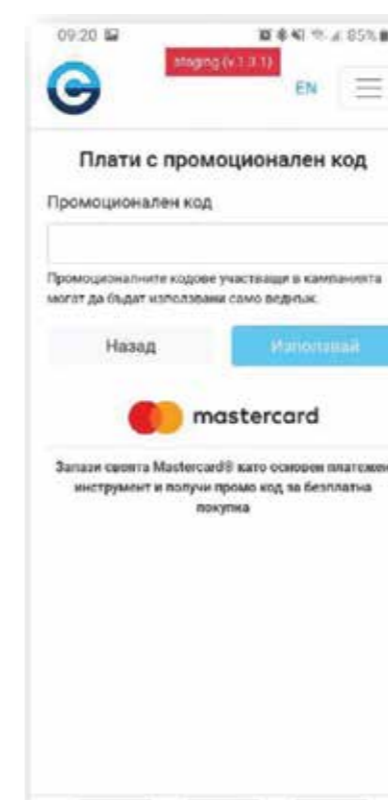 09:20 85%
staging (v.1.3.1)
EN
Плати с промоционален код
Промоционален код
Промоционалните кодове участващи в кампанията
могат да бъдат използвани само веднъж.
Назад Използвай
mastercard
Запази своята Mastercard® като основен платежен
инструмент и получи промо код за безплатна
покупка